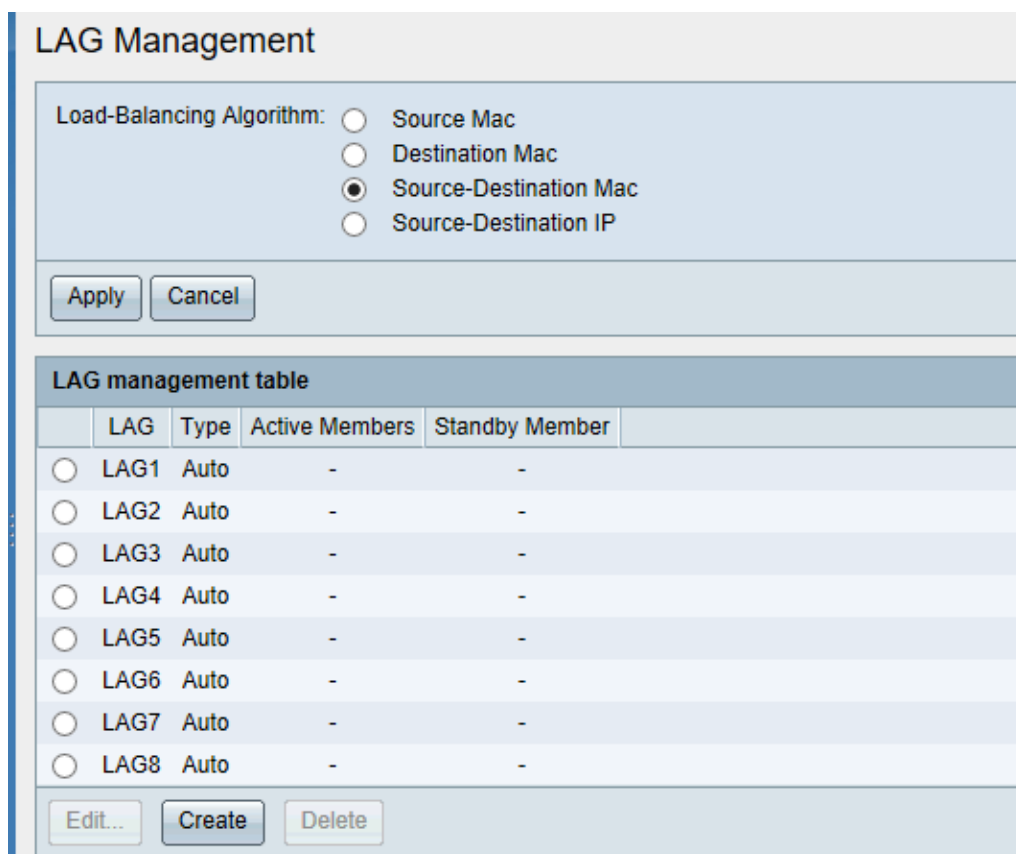 LAG Management
Load-Balancing Algorithm: Source Mac
Destination Mac
Source-Destination Mac
Source-Destination IP
Apply Cancel
LAG management table
LAG Type Active Members Standby Member
LAG1 Auto - -
LAG2 Auto - -
LAG3 Auto - -
LAG4 Auto - -
LAG5 Auto - -
LAG6 Auto - -
LAG7 Auto - -
LAG8 Auto - -
Edit... Create Delete